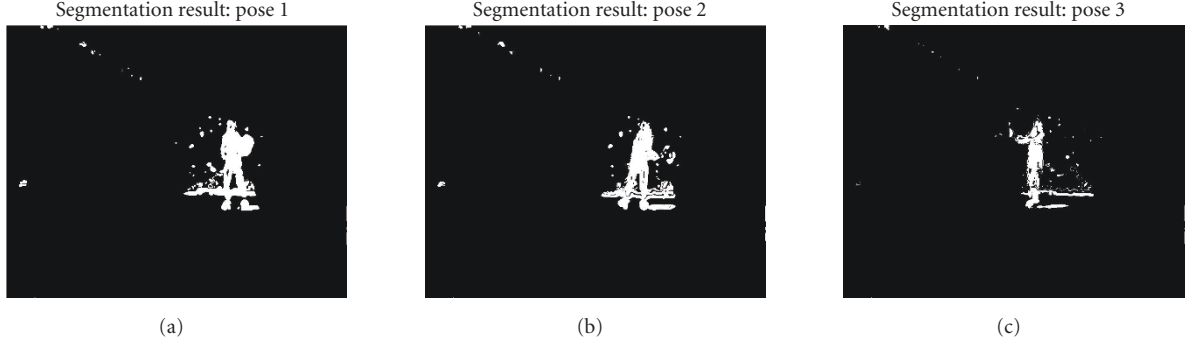 Segmentation result: pose 1
Segmentation result: pose 2
Segmentation result: pose 3
(a)
(b)
(c)